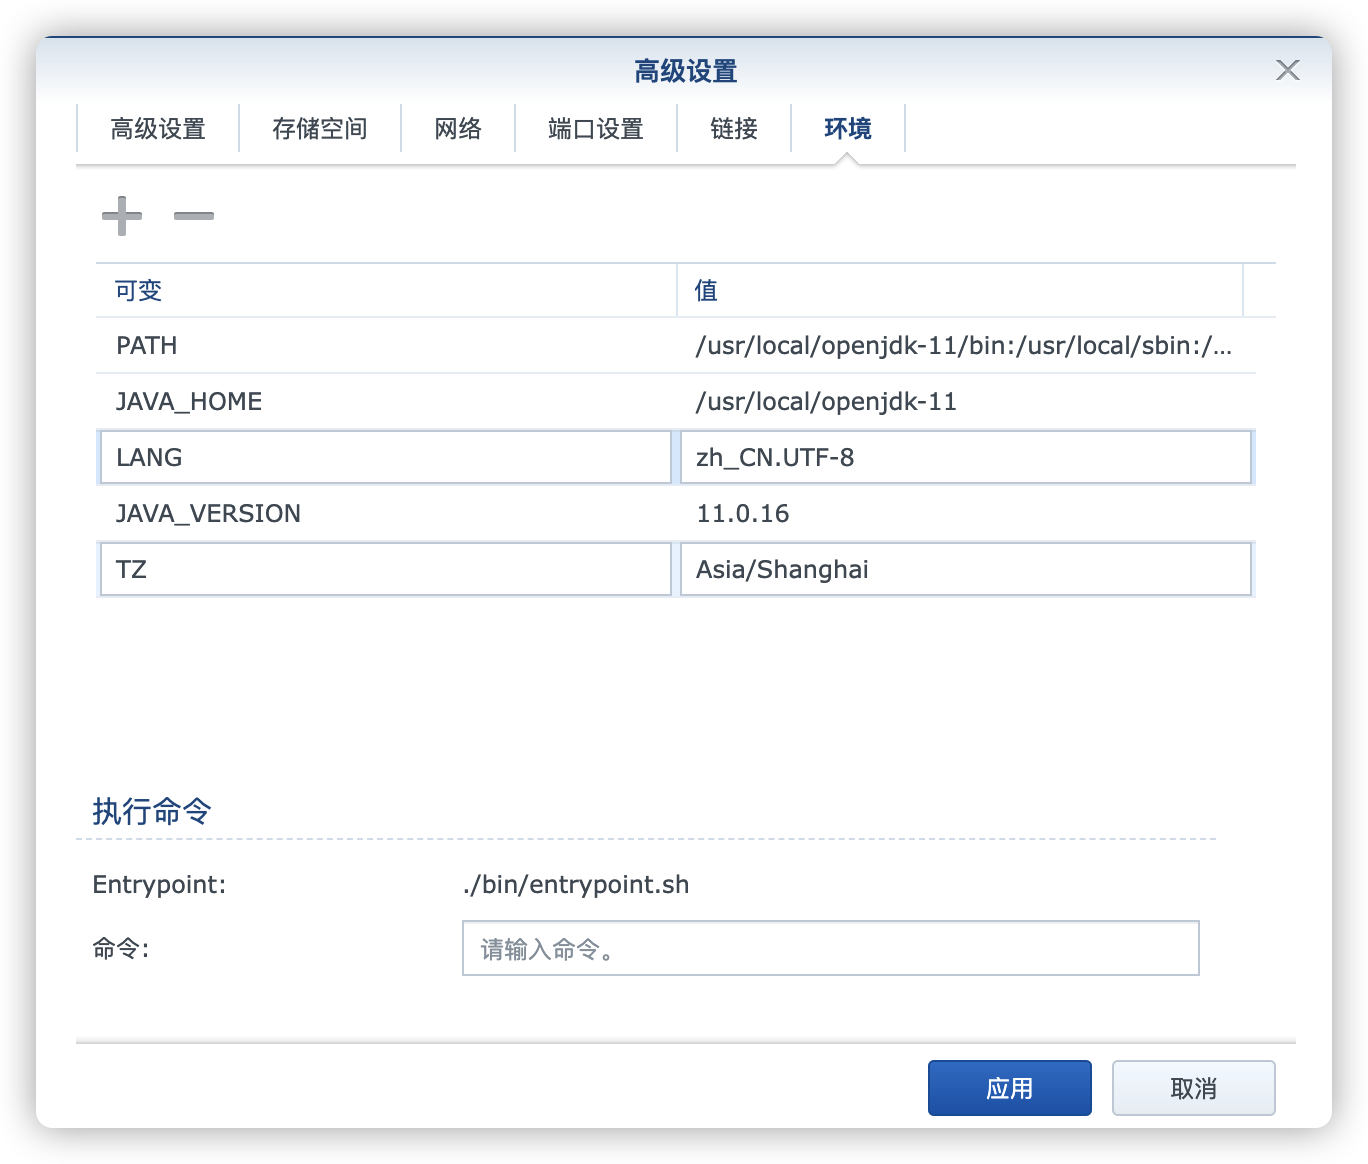 高级设置
高级设置 存储空间 网络 端口设置 链接 环境
可变 值
PATH /usr/local/openjdk-11/bin:/usr/local/sbin:/...
JAVA_HOME /usr/local/openjdk-11
LANG zh_CN.UTF-8
JAVA_VERSION 11.0.16
TZ Asia/Shanghai
执行命令
Entrypoint: ./bin/entrypoint.sh
命令: 请输入命令。
应用 取消